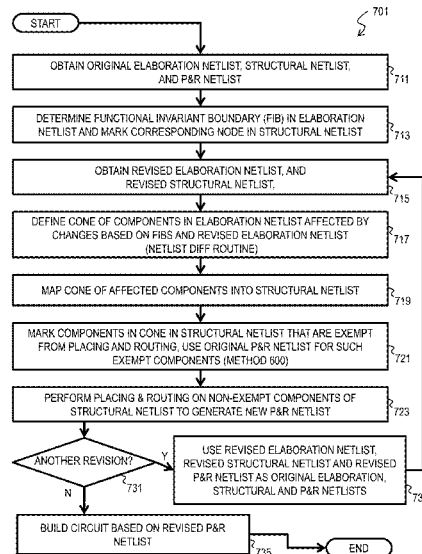 START
701
OBTAIN ORIGINAL ELABORATION NETLIST, STRUCTURAL NETLIST,
AND P&R NETLIST
711
DETERMINE FUNCTIONAL INVARIANT BOUNDARY (FIB) IN ELABORATION
NETLIST AND MARK CORRESPONDING NODE IN STRUCTURAL NETLIST
713
OBTAIN REVISED ELABORATION NETLIST, AND
REVISED STRUCTURAL NETLIST,
715
DEFINE CONE OF COMPONENTS IN ELABORATION NETLIST AFFECTED BY
CHANGES BASED ON FIBS AND REVISED ELABORATION NETLIST
(NETLIST DIFF ROUTINE)
717
MAP CONE OF AFFECTED COMPONENTS INTO STRUCTURAL NETLIST
719
MARK COMPONENTS IN CONE IN STRUCTURAL NETLIST THAT ARE EXEMPT
FROM PLACING AND ROUTING, USE ORIGINAL P&R NETLIST FOR SUCH
EXEMPT COMPONENTS (METHOD 600)
721
PERFORM PLACING & ROUTING ON NON-EXEMPT COMPONENTS OF
STRUCTURAL NETLIST TO GENERATE NEW P&R NETLIST
723
ANOTHER REVISION?
Y
N
731
USE REVISED ELABORATION NETLIST,
REVISED STRUCTURAL NETLIST AND REVISED
P&R NETLIST AS ORIGINAL ELABORATION,
STRUCTURAL AND P&R NETLISTS
BUILD CIRCUIT BASED ON REVISED P&R
NETLIST
735
END